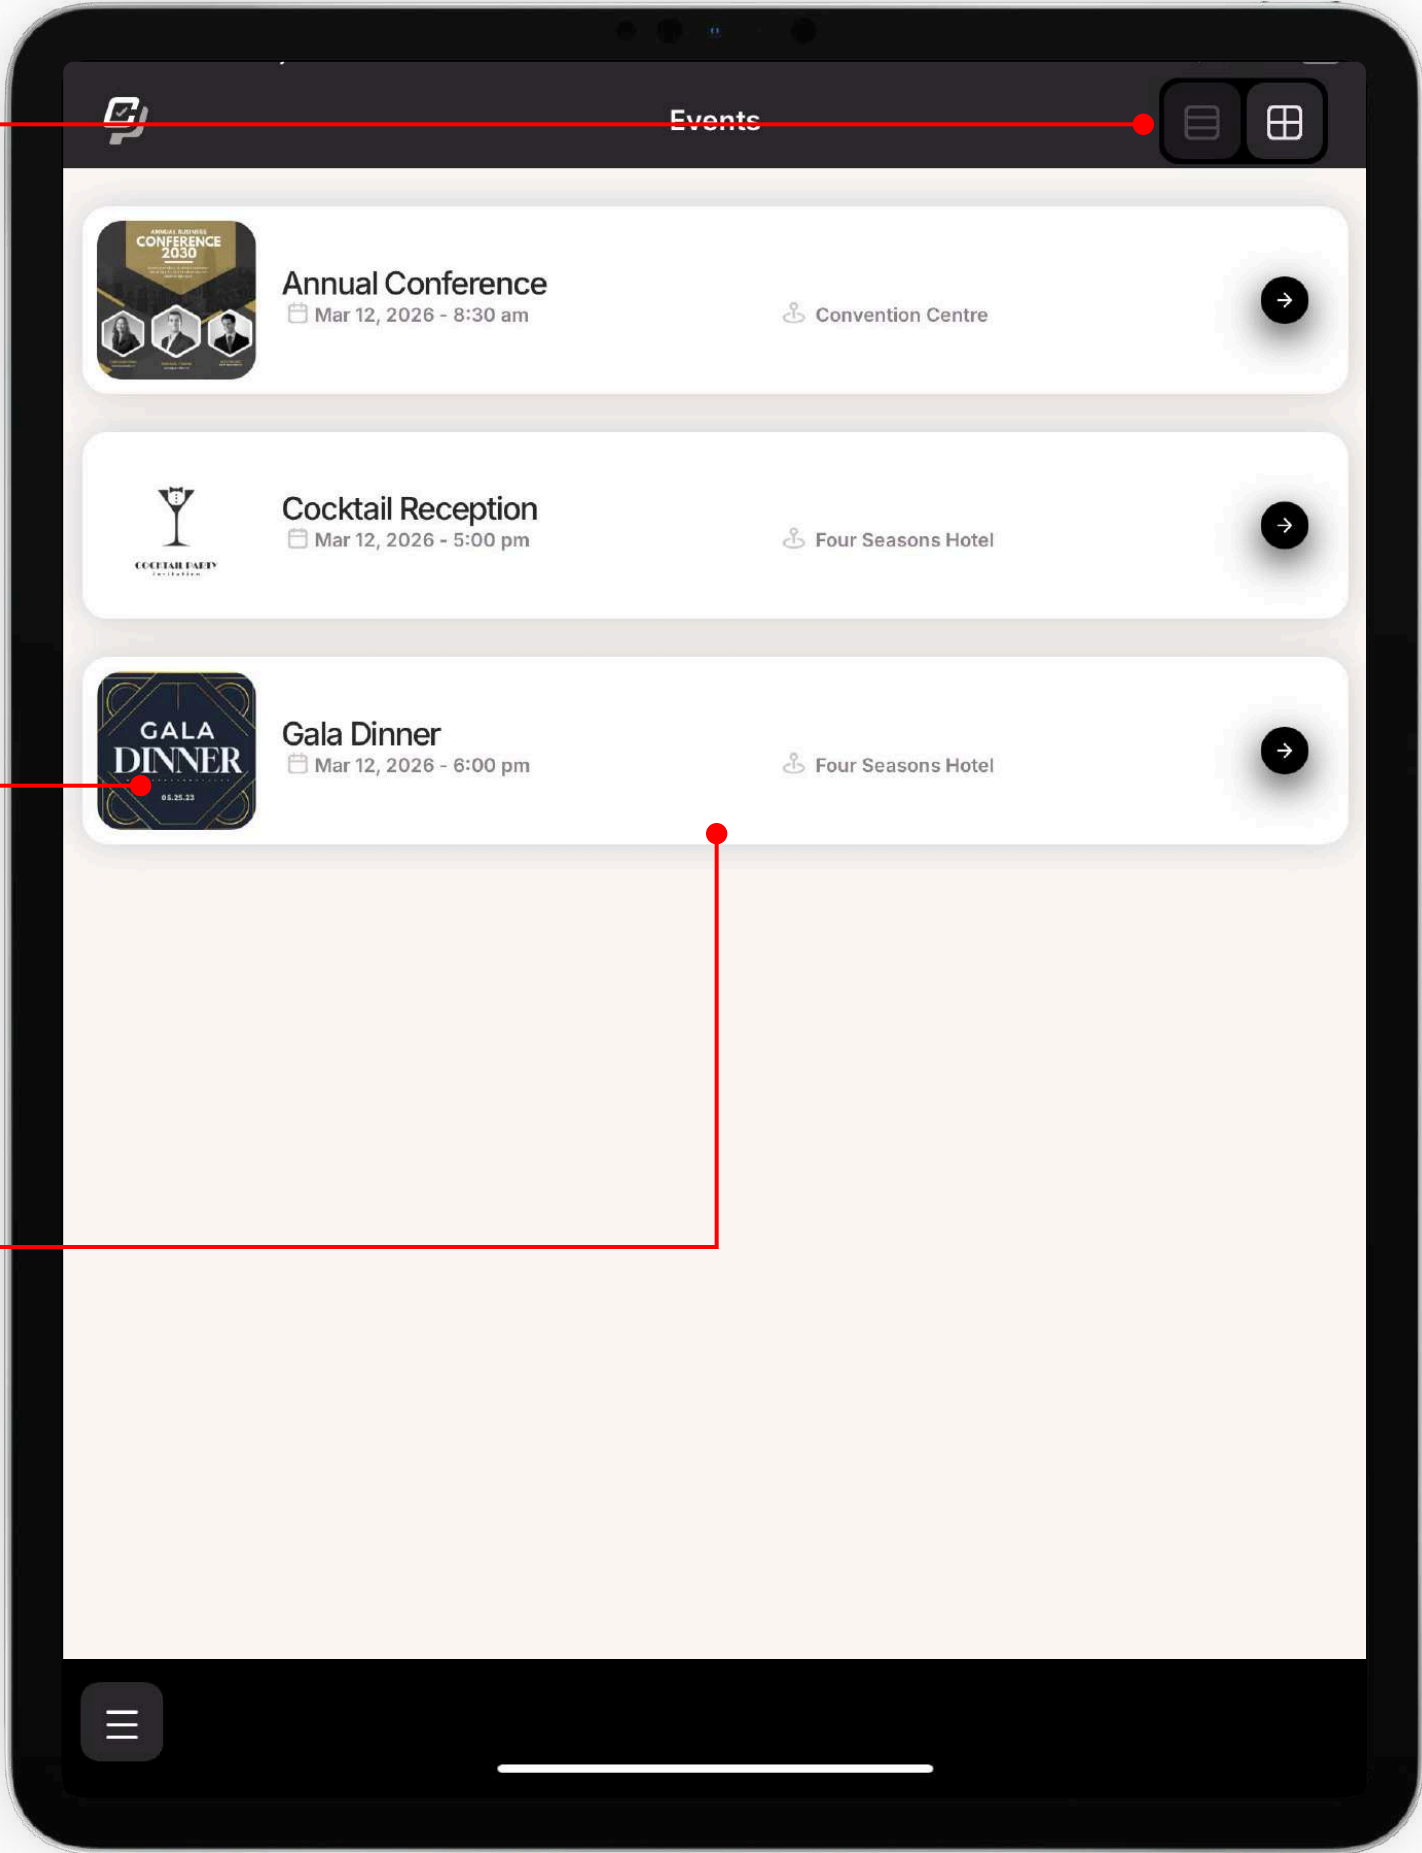 Events
ANNUAL BUSINESS
CONFERENCE
2030
Annual Conference
Mar 12, 2026 - 8:30 am
Convention Centre
COCKTAIL PARTY
Invitation
Cocktail Reception
Mar 12, 2026 - 5:00 pm
Four Seasons Hotel
GALA
DINNER
05.25.23
Gala Dinner
Mar 12, 2026 - 6:00 pm
Four Seasons Hotel